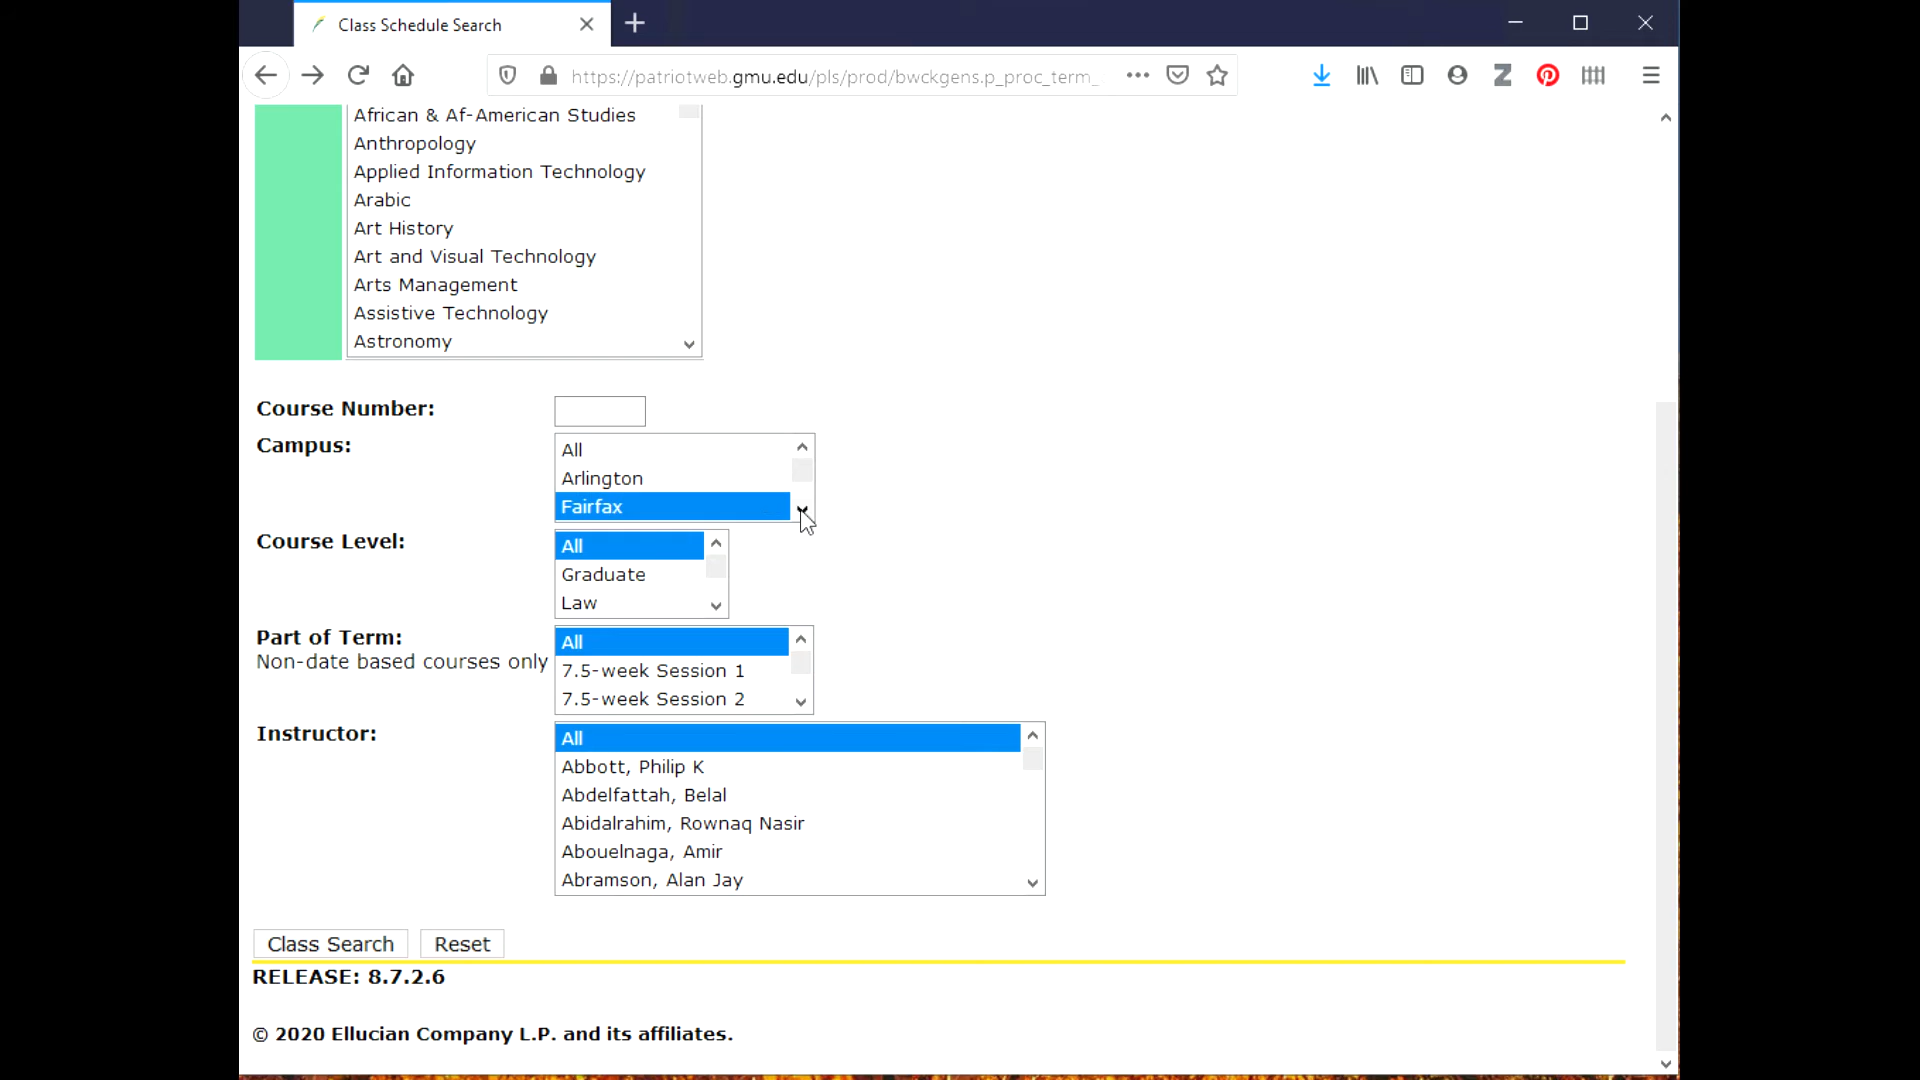 Class Schedule Search
https://patriotweb.gmu.edu/pls/prod/bwckgens.p_proc_term_
African & Af-American Studies
Anthropology
Applied Information Technology
Arabic
Art History
Art and Visual Technology
Arts Management
Assistive Technology
Astronomy
Course Number:
Campus:
All
Arlington
Fairfax
Course Level:
All
Graduate
Law
Part of Term:
Non-date based courses only
All
7.5-week Session 1
7.5-week Session 2
Instructor:
All
Abbott, Philip K
Abdelfattah, Belal
Abidalrahim, Rownaq Nasir
Abouelnaga, Amir
Abramson, Alan Jay
Class Search Reset
RELEASE: 8.7.2.6
© 2020 Ellucian Company L.P. and its affiliates.